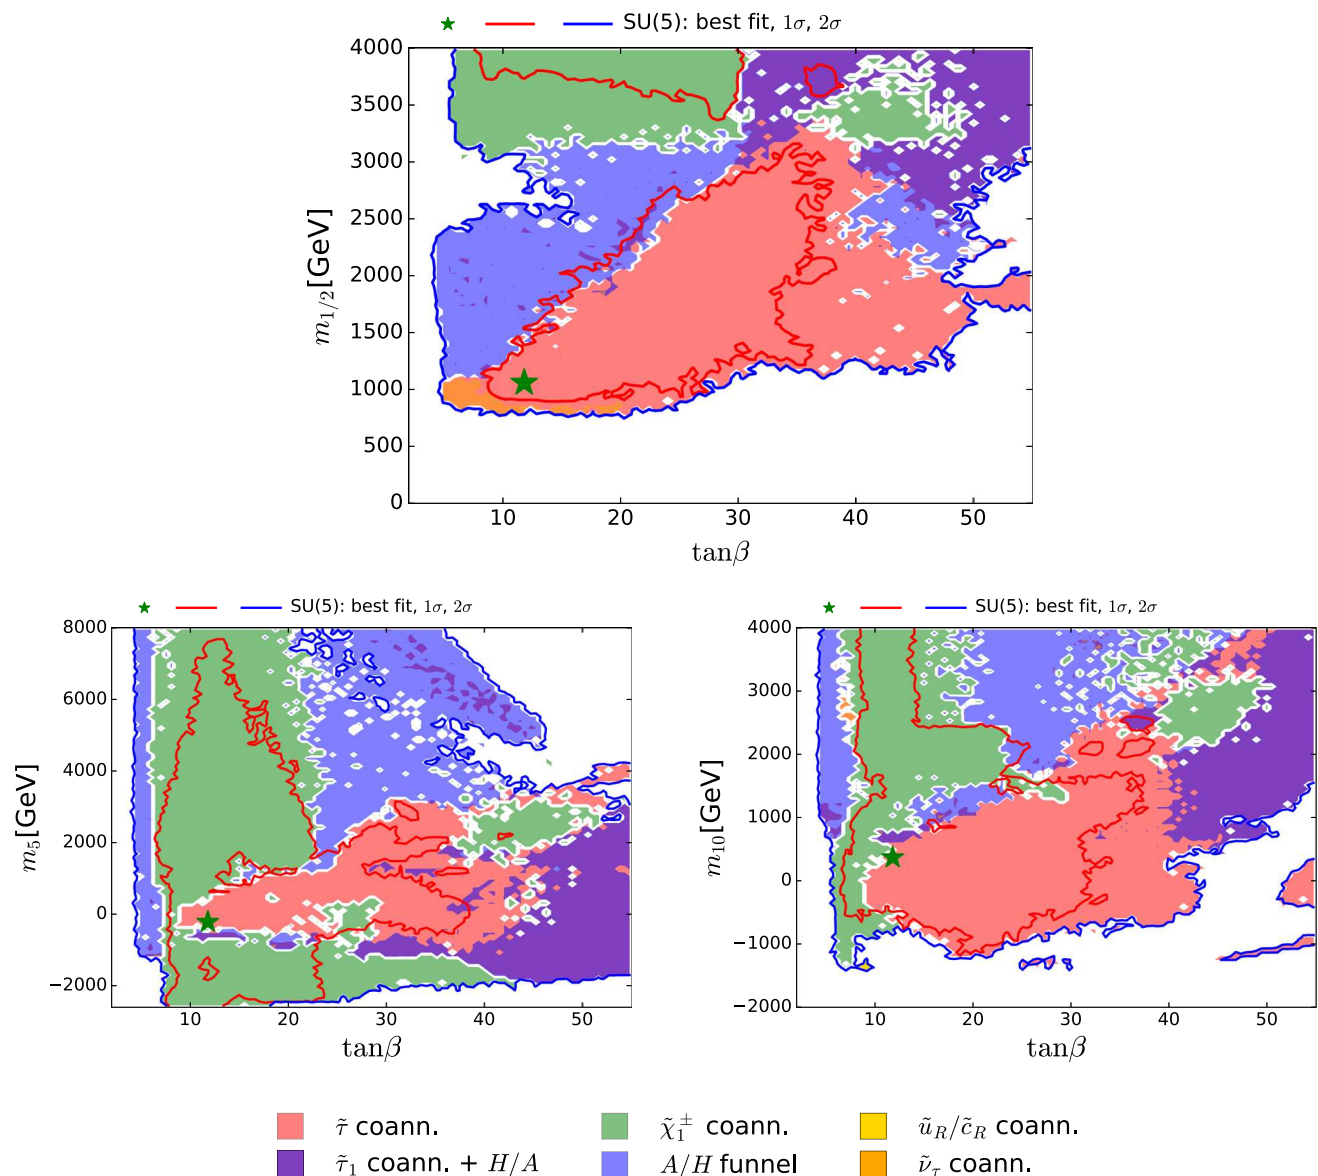 SU(5): best fit, 1σ, 2σ
4000
3500
3000
2500
2000
1500
1000
500
0
m1/2[GeV]
10 20 30 40 50
tanβ
SU(5): best fit, 1σ, 2σ
8000
6000
4000
2000
0
−2000
m5[GeV]
10 20 30 40 50
tanβ
SU(5): best fit, 1σ, 2σ
4000
3000
2000
1000
0
−1000
−2000
m10[GeV]
10 20 30 40 50
tanβ
τ̃ coann. χ̃1± coann. ũR/c̃R coann.
τ̃1 coann. + H/A A/H funnel ν̃τ coann.